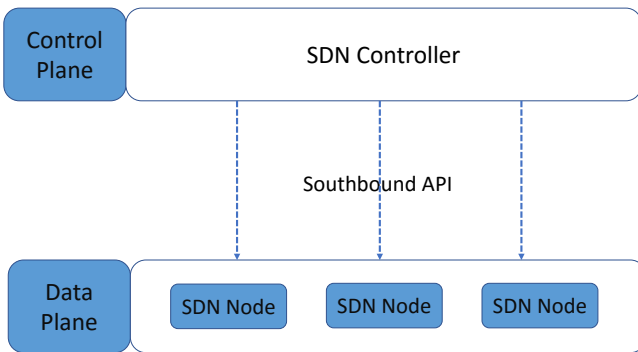 Control
Plane
SDN Controller
Southbound API
Data
Plane
SDN Node
SDN Node
SDN Node